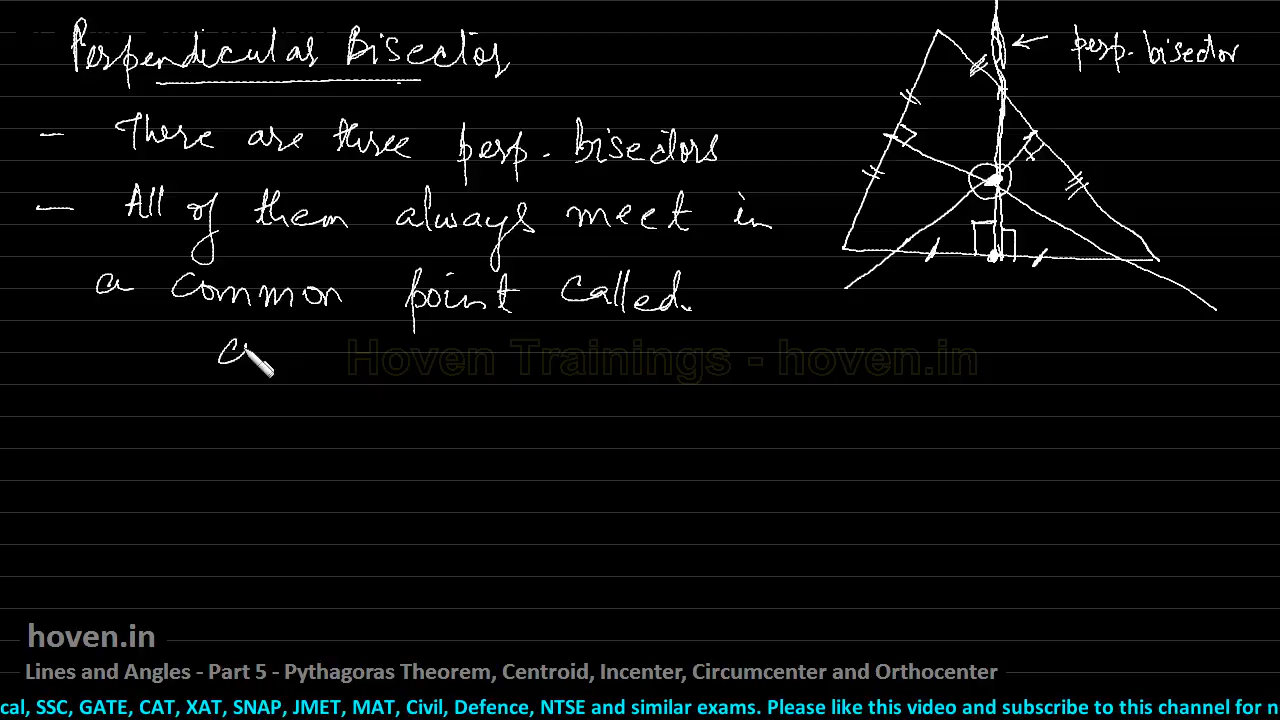 Perpendicular Bisector
perp. bisector
- There are three perp. Bisectors
- All of them always meet in
a common point called
Hoven Trainings - hoven.in
hoven.in
Lines and Angles - Part 5 - Pythagoras Theorem, Centroid, Incenter, Circumcenter and Orthocenter
cal, SSC, GATE, CAT, XAT, SNAP, JMET, MAT, Civil, Defence, NTSE and similar exams. Please like this video and subscribe to this channel for n